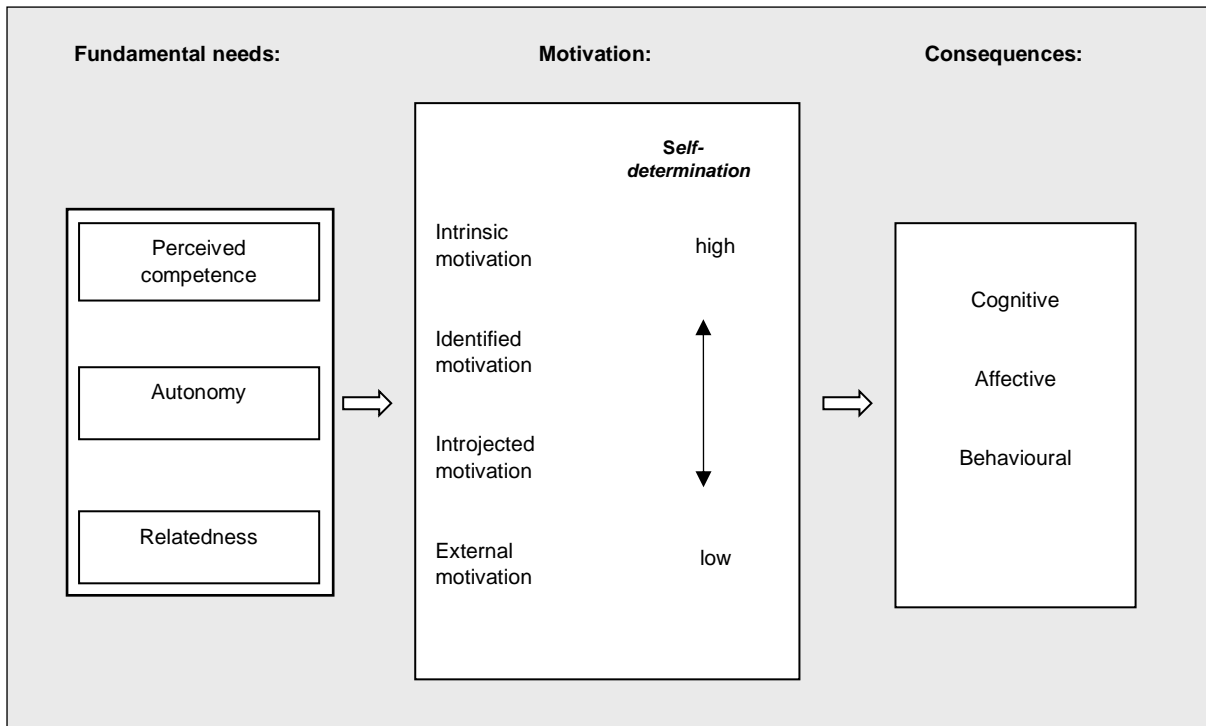 Fundamental needs:
Motivation:
Consequences:
Perceived
competence
Autonomy
Relatedness
Self-
determination
Intrinsic
motivation
high
Identified
motivation
Introjected
motivation
External
motivation
low
Cognitive
Affective
Behavioural